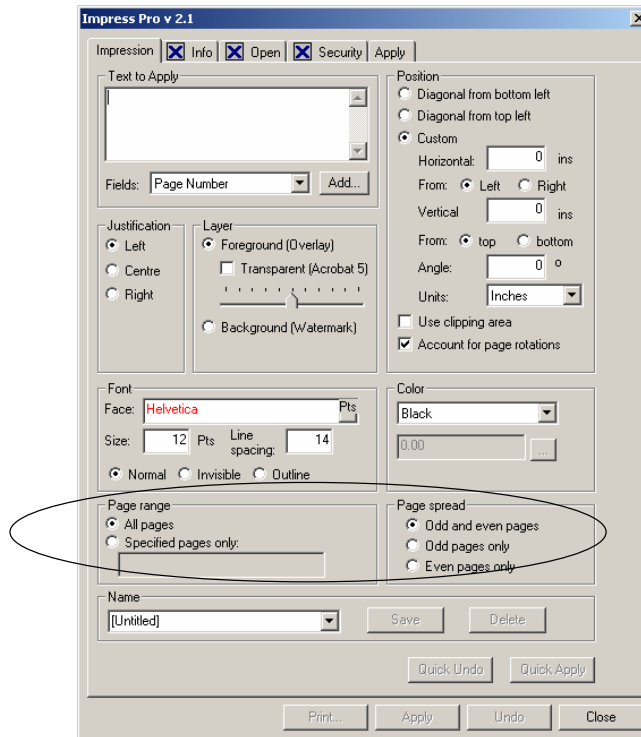 Impress Pro v 2.1
Impression Info Open Security Apply
Text to Apply
Fields: Page Number Add...
Position
Diagonal from bottom left
Diagonal from top left
Custom
Horizontal: 0 ins
From: Left Right
Vertical 0 ins
From: top bottom
Angle: 0 o
Units: Inches
Use clipping area
Account for page rotations
Justification
Left
Centre
Right
Layer
Foreground (Overlay)
Transparent (Acrobat 5)
Background (Watermark)
Font
Face: Helvetica Pts
Size: 12 Pts Line spacing: 14
Normal Invisible Outline
Color
Black
0.00 ...
Page range
All pages
Specified pages only:
Page spread
Odd and even pages
Odd pages only
Even pages only
Name
[Untitled] Save Delete
Quick Undo Quick Apply
Print... Apply Undo Close